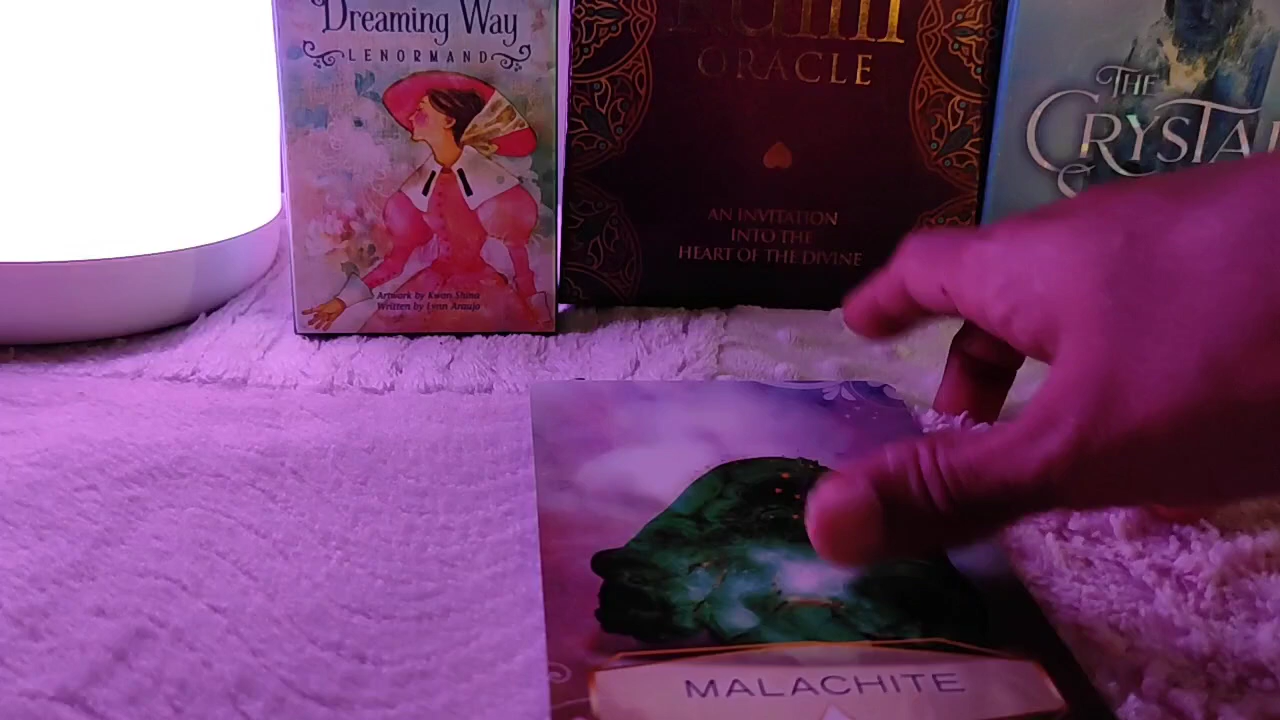 Dreaming Way
LENORMAND
Artwork by Kwon Shina
Written by Lynn Araujo
ORACLE
AN INVITATION
INTO THE
HEART OF THE DIVINE
THE
MALACHITE